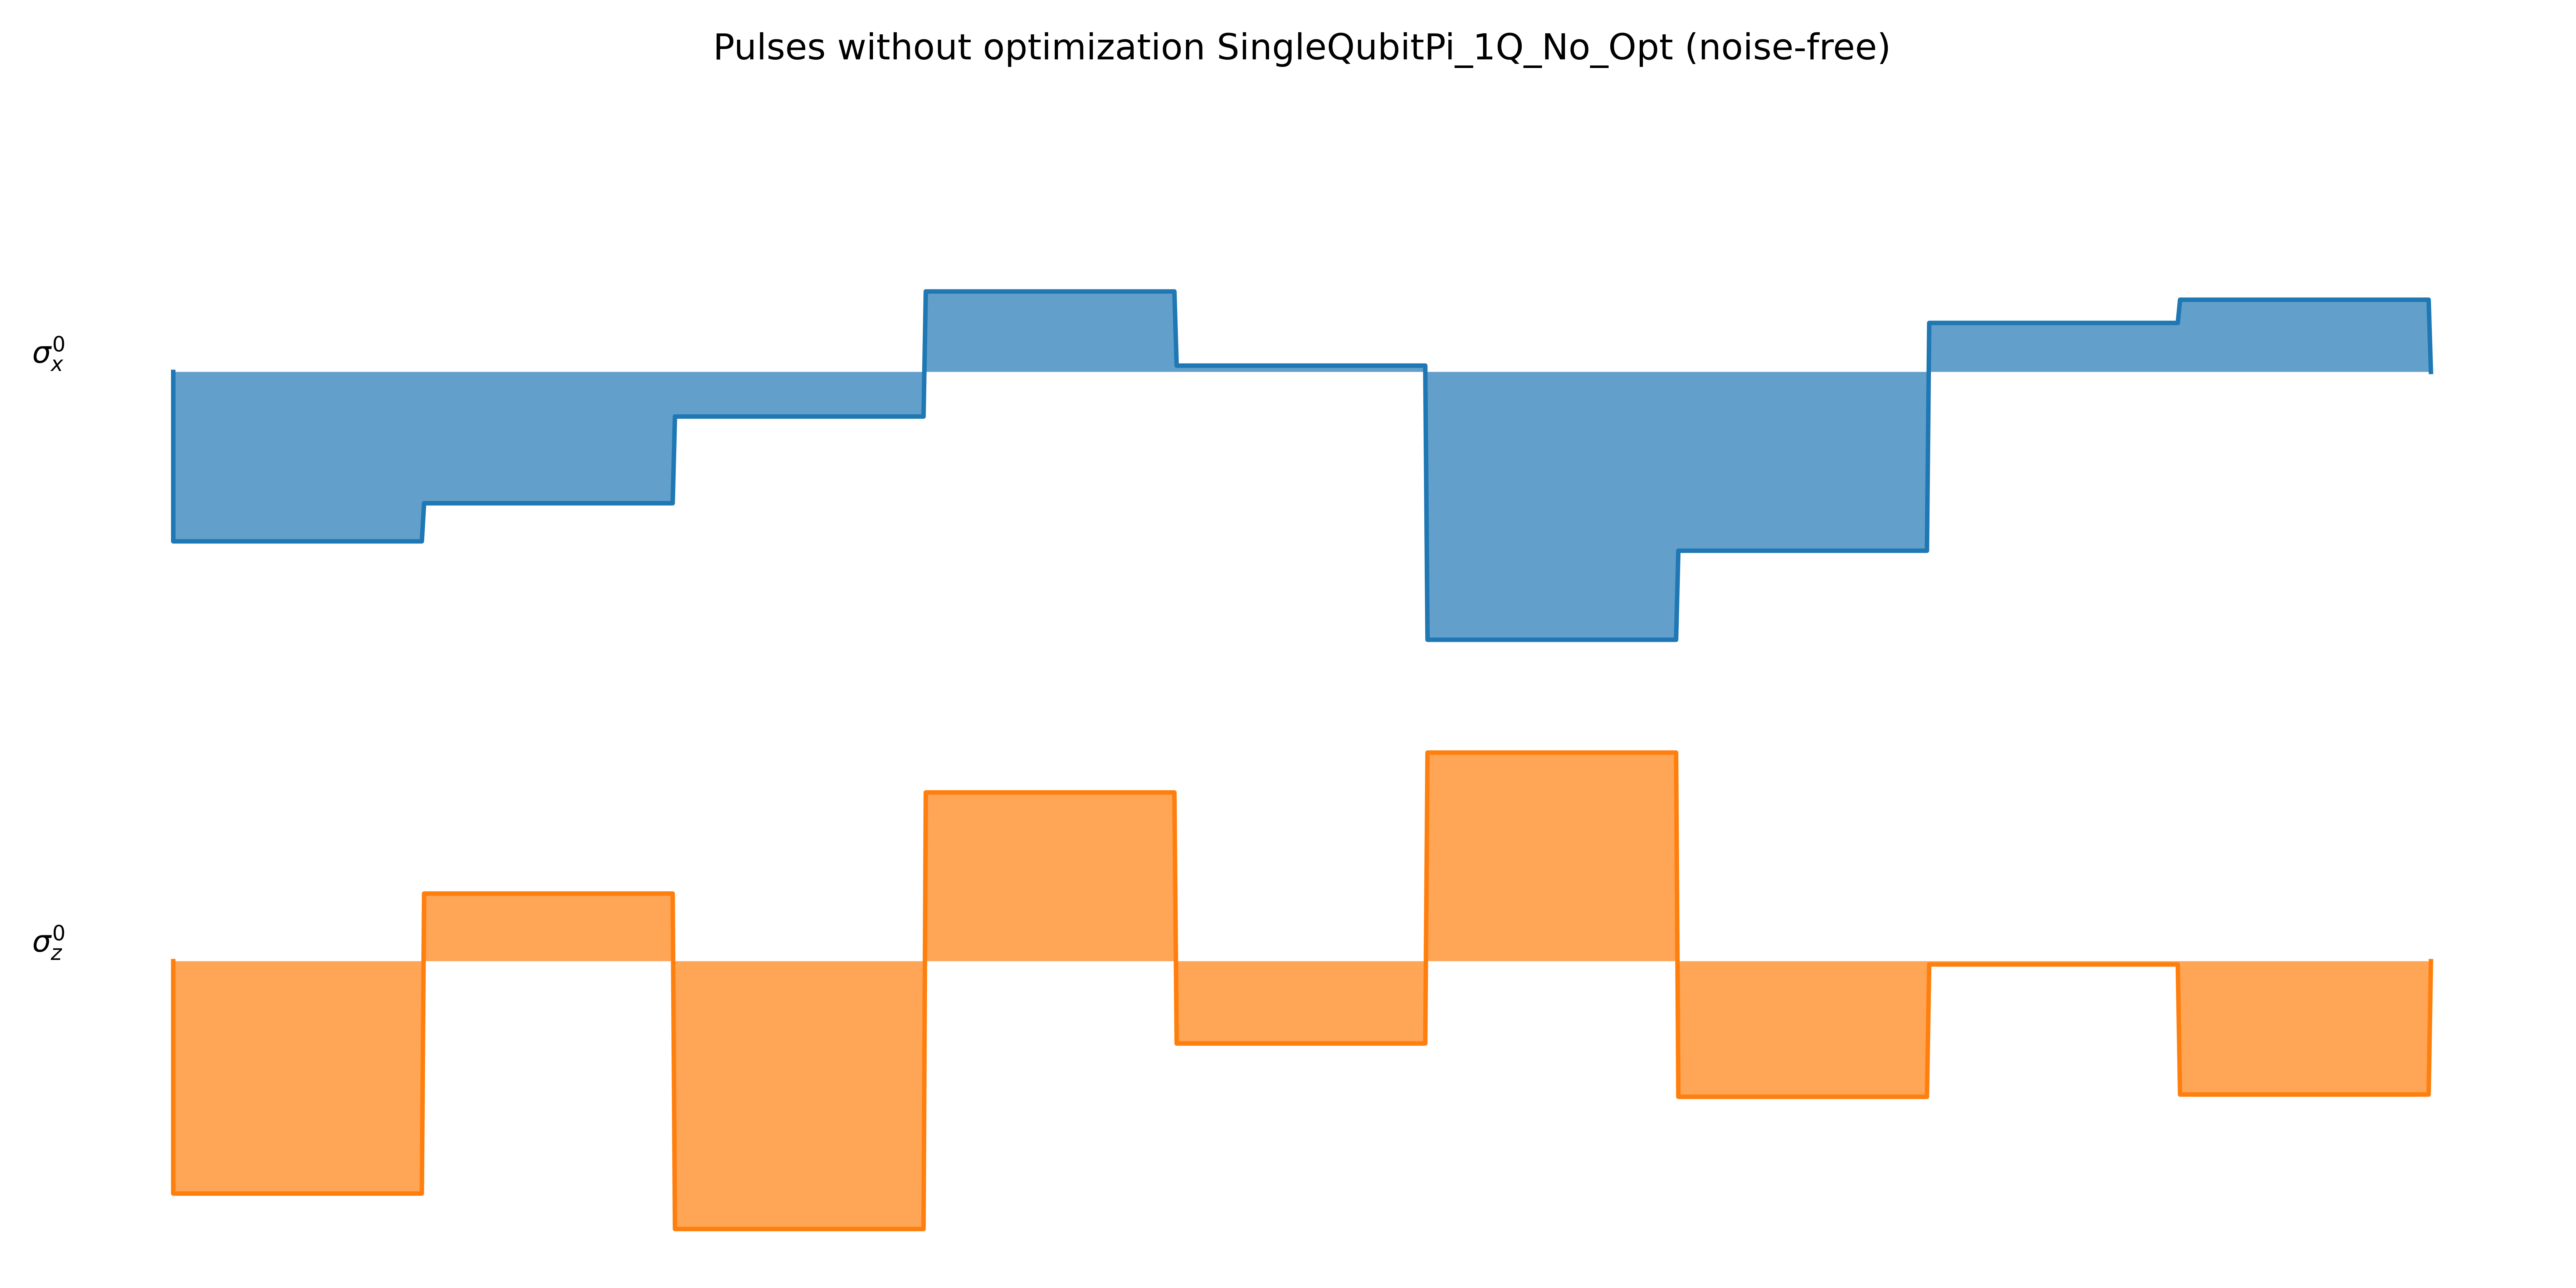 Pulses without optimization SingleQubitPi_1Q_No_Opt (noise-free)
σ_x^0
σ_z^0